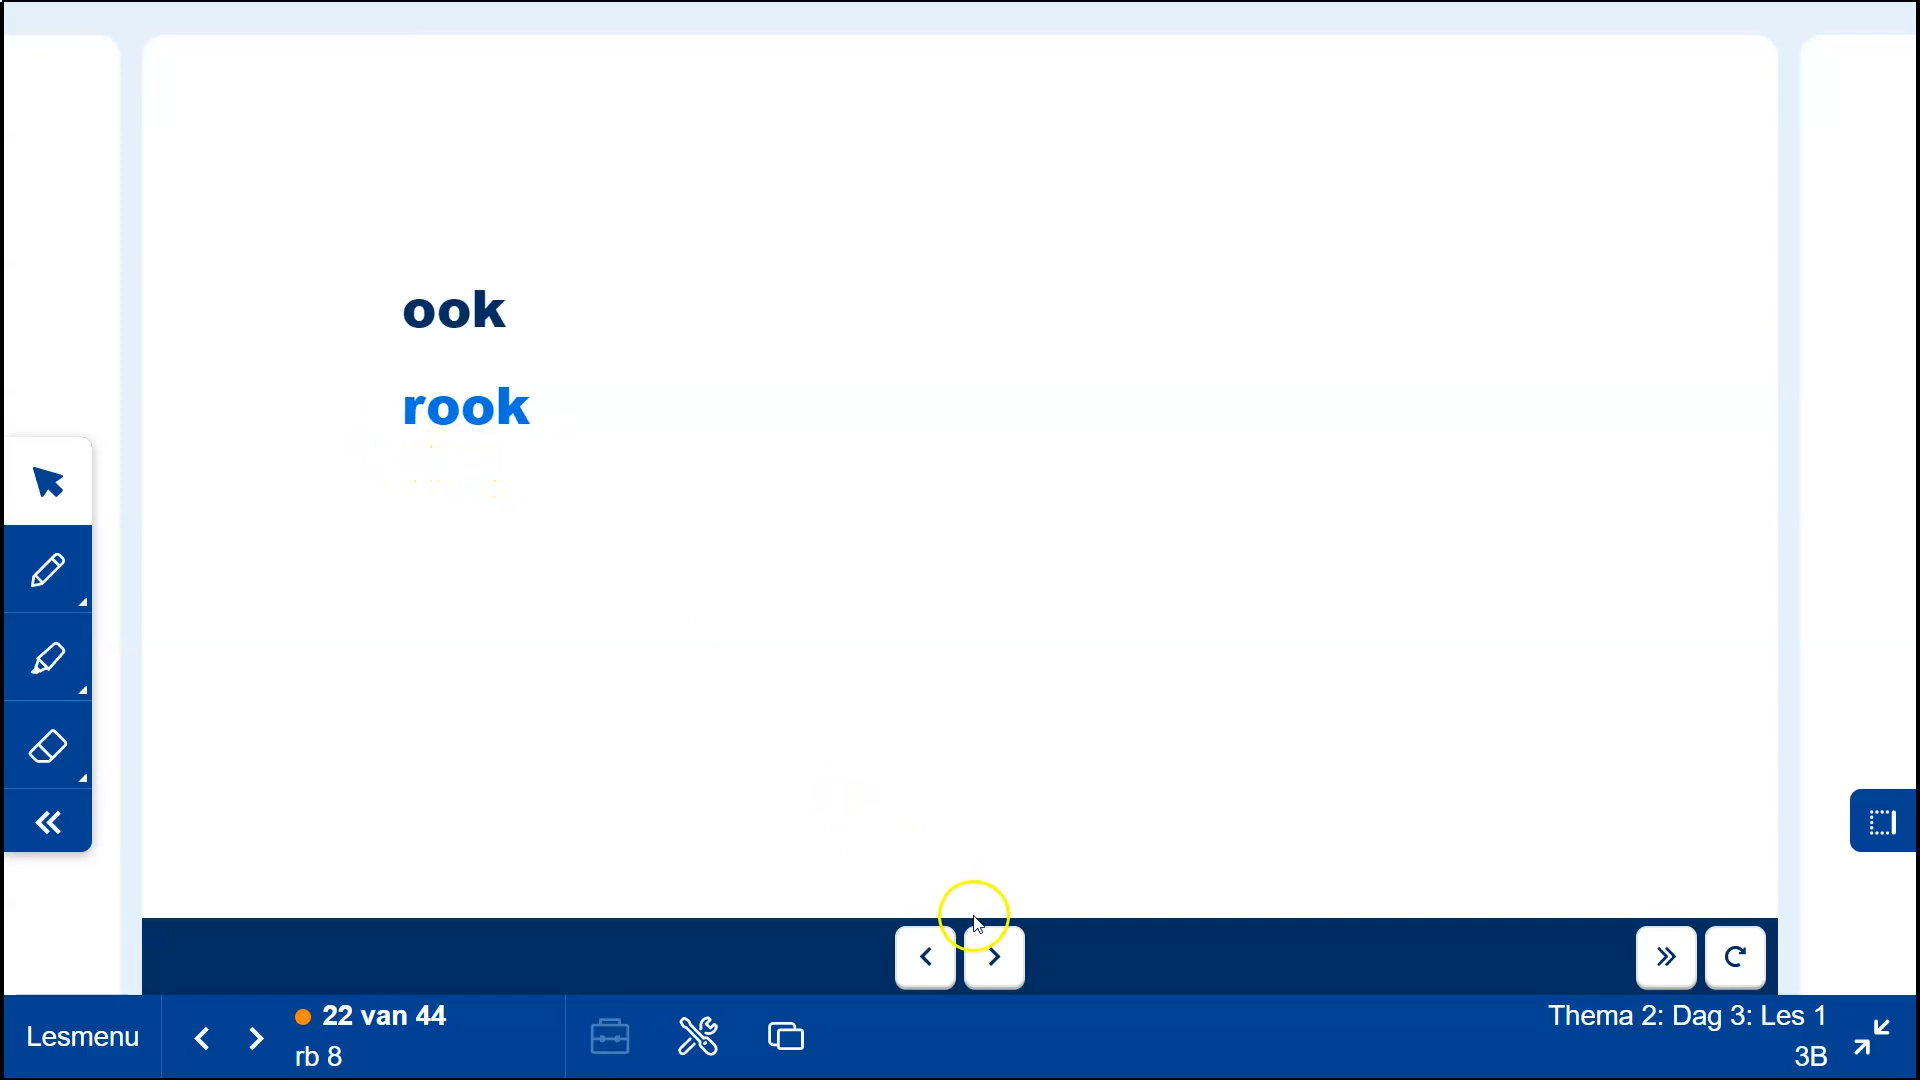 ook
rook
Lesmenu
22 van 44
rb 8
Thema 2: Dag 3: Les 1
3B